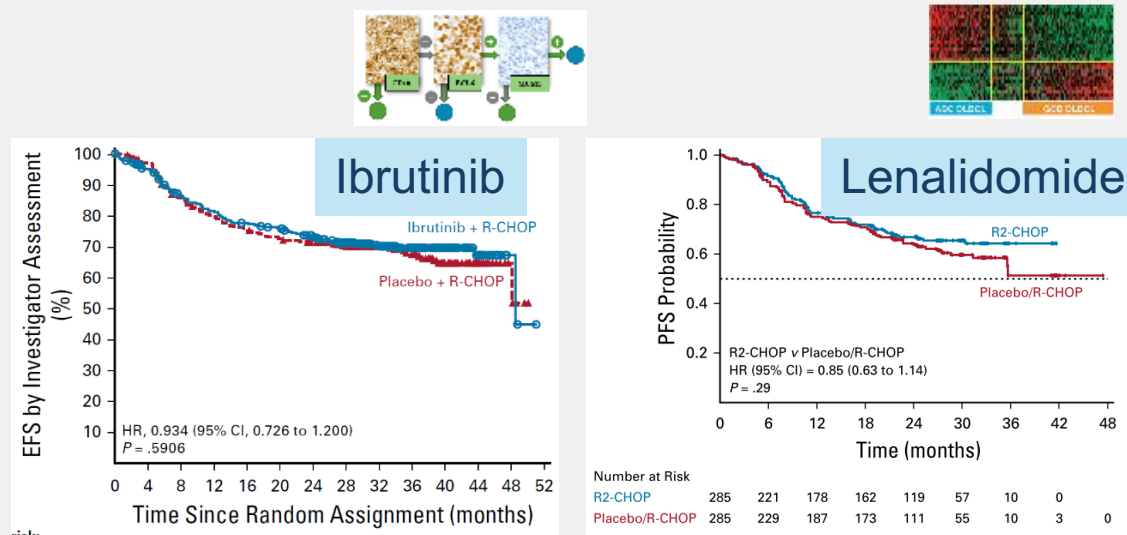 ABC DLBCL
GCB DLBCL
Ibrutinib
EFS by Investigator Assessment
(%)
100
90
80
70
60
50
40
30
20
10
Ibrutinib + R-CHOP
Placebo + R-CHOP
HR, 0.934 (95% CI, 0.726 to 1.200)
P = .5906
0 4 8 12 16 20 24 28 32 36 40 44 48 52
Time Since Random Assignment (months)
Lenalidomide
PFS Probability
1.0
0.8
0.6
0.4
0.2
R2-CHOP
Placebo/R-CHOP
R2-CHOP v Placebo/R-CHOP
HR (95% CI) = 0.85 (0.63 to 1.14)
P = .29
0 6 12 18 24 30 36 42 48
Time (months)
Number at Risk
R2-CHOP 285 221 178 162 119 57 10 0
Placebo/R-CHOP 285 229 187 173 111 55 10 3 0